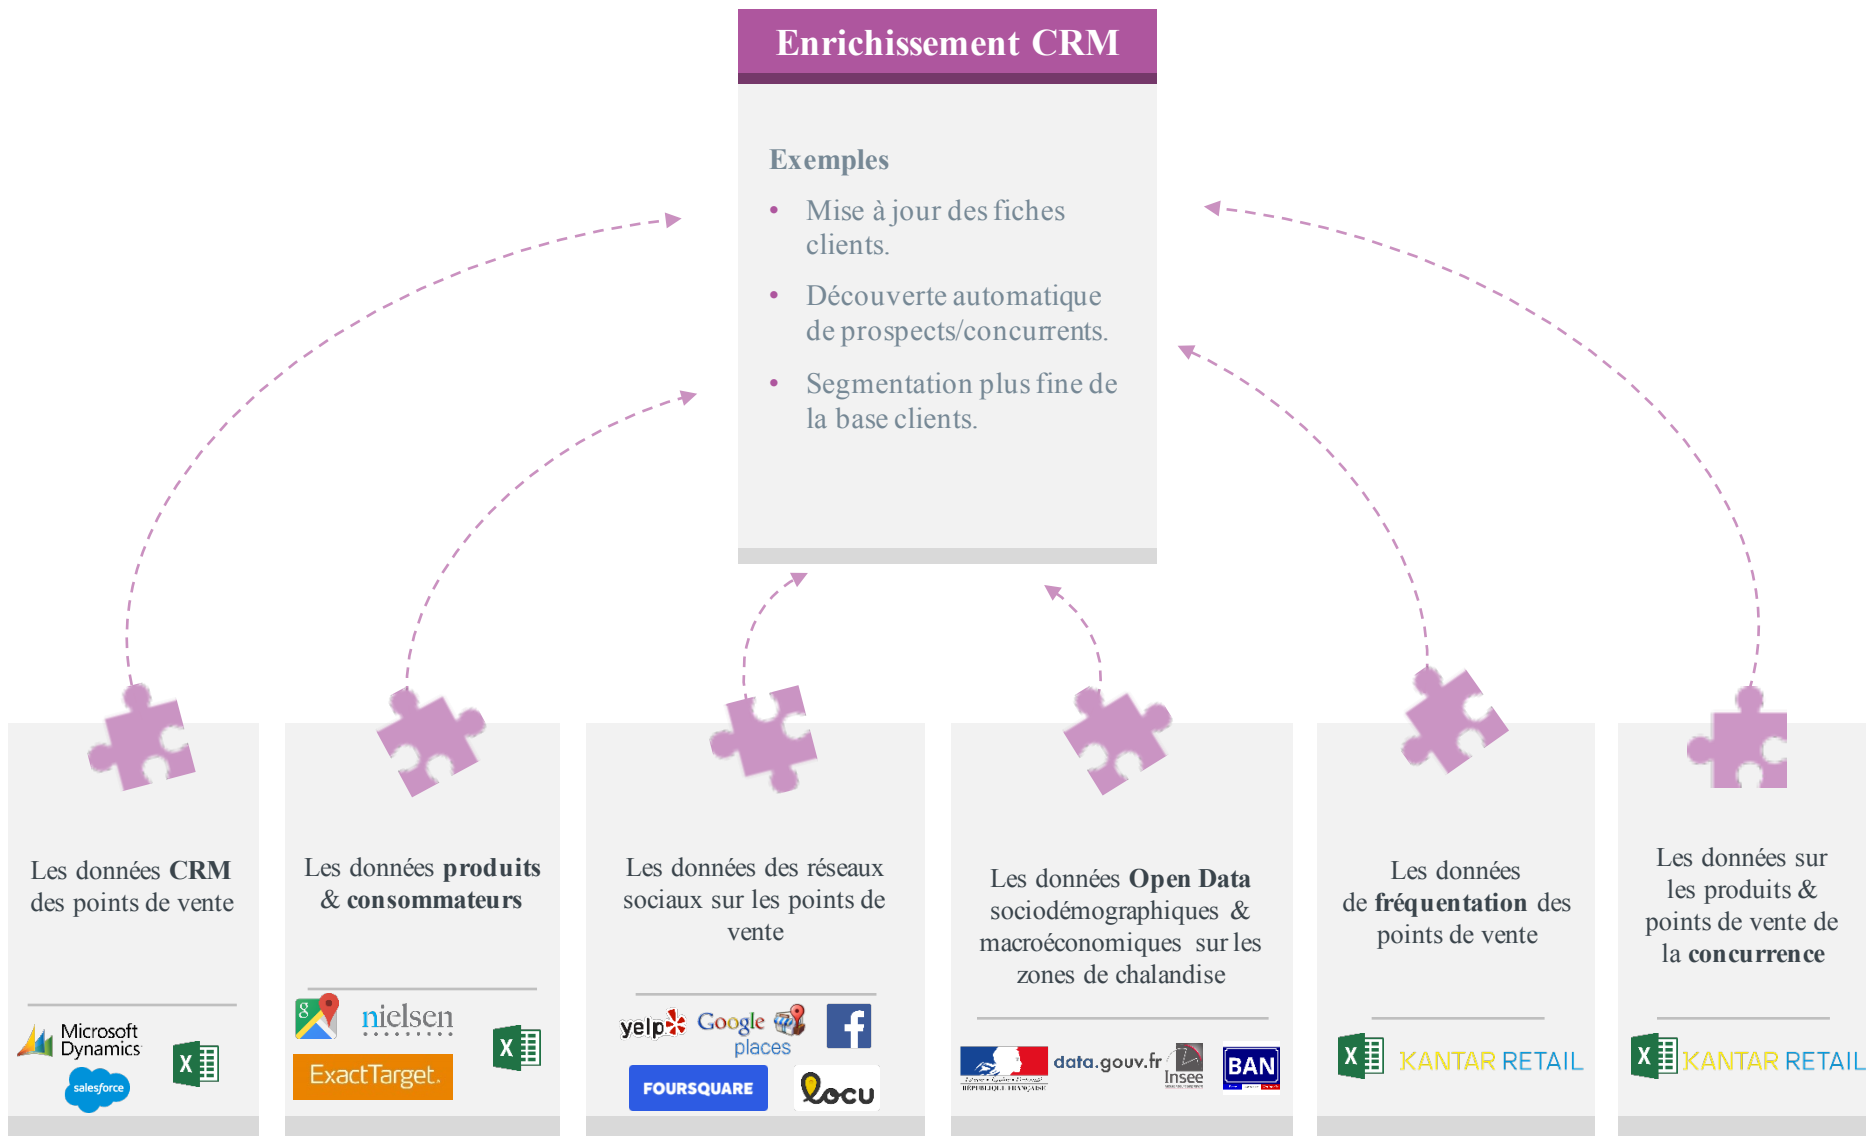 Enrichissement CRM
Exemples
• Mise à jour des fiches
clients.
• Découverte automatique
de prospects/concurrents.
• Segmentation plus fine de
la base clients.
Les données CRM
des points de vente
Microsoft
Dynamics
salesforce
X
Les données produits
& consommateurs
g
nielsen
ExactTarget.
X
Les données des réseaux
sociaux sur les points de
vente
yelp
Google
places
f
FOURSQUARE
locu
Les données Open Data
sociodémographiques &
macroéconomiques sur les
zones de chalandise
RÉPUBLIQUE FRANÇAISE
data.gouv.fr
Insee
BAN
Les données
de fréquentation des
points de vente
X
KANTAR RETAIL
Les données sur
les produits &
points de vente de
la concurrence
X
KANTAR RETAIL